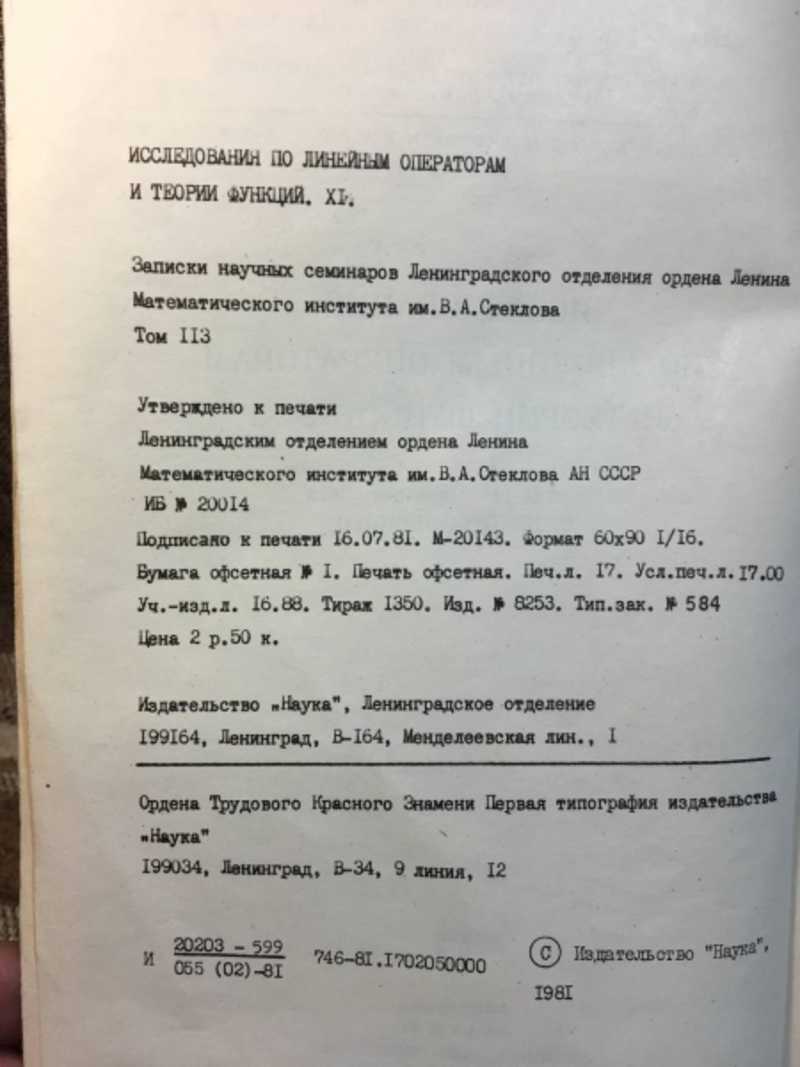 ИССЛЕДОВАНИЯ ПО ЛИНЕЙНЫМ ОПЕРАТОРАМ
И ТЕОРИИ ФУНКЦИЙ. XI.
Записки научных семинаров Ленинградского отделения ордена Ленина
Математического института им.В.А.Стеклова
Том 113
Утверждено к печати
Ленинградским отделением ордена Ленина
Математического института им.В.А.Стеклова АН СССР
ИБ № 20014
Подписано к печати 16.07.81. М-20143. Формат 60x90 1/16.
Бумага офсетная № 1. Печать офсетная. Печ.л. 17. Усл.печ.л.17.00
Уч.-изд.л. 16.88. Тираж 1350. Изд. № 8253. Тип.зак. № 584
Цена 2 р.50 к.
Издательство „Наука", Ленинградское отделение
199164, Ленинград, В-164, Менделеевская лин., 1
Ордена Трудового Красного Знамени Первая типография издательства
„Наука"
199034, Ленинград, В-34, 9 линия, 12
И 20203 - 599 746-81.1702050000 © Издательство "Наука",
055 (02)-81
1981